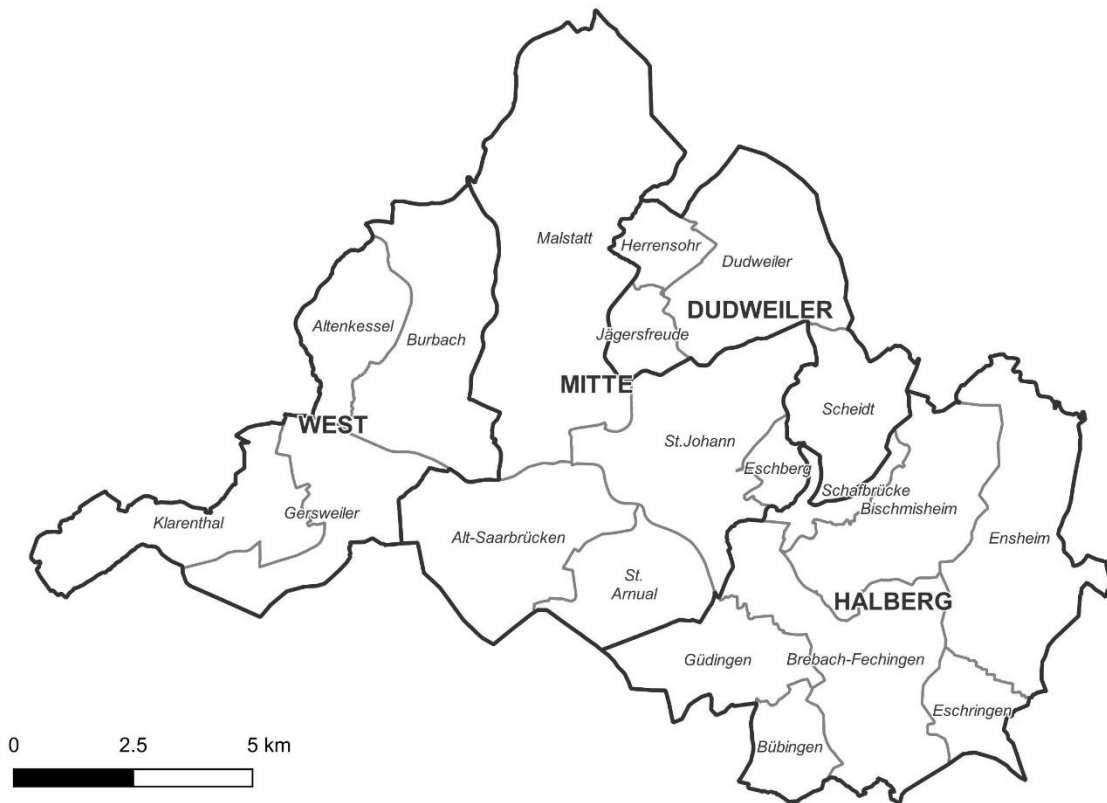 Malstatt
Herrensohr
Dudweiler
DUDWEILER
Altenkessel
Burbach
Jägersfreude
MITTE
WEST
Scheidt
St.Johann
Eschberg
Schafbrücke
Bischmisheim
Klarenthal
Gersweiler
Alt-Saarbrücken
Ensheim
St.
Arnual
HALBERG
Güdingen
Brebach-Fechingen
Eschringen
Bübingen
0 2.5 5 km